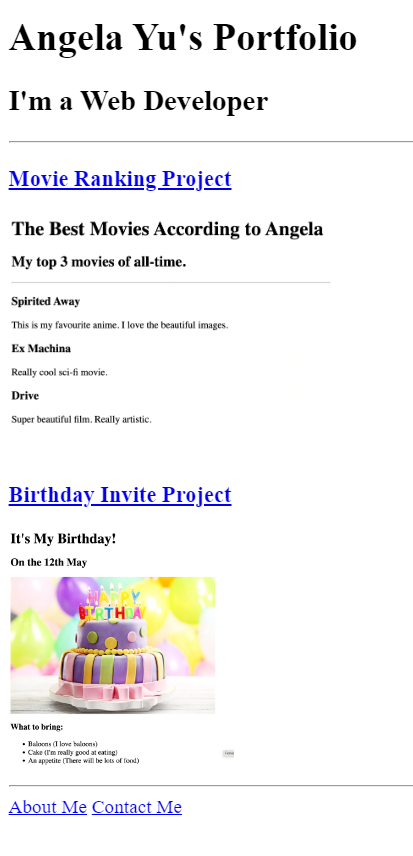 Angela Yu's Portfolio
I'm a Web Developer
Movie Ranking Project
The Best Movies According to Angela
My top 3 movies of all-time.
Spirited Away
This is my favourite anime. I love the beautiful images.
Ex Machina
Really cool sci-fi movie.
Drive
Super beautiful film. Really artistic.
Birthday Invite Project
It's My Birthday!
On the 12th May
HAPPY
BIRTHDAY
What to bring:
• Baloons (I love baloons)
• Cake (I'm really good at eating)
• An appetite (There will be lots of food)
About Me Contact Me